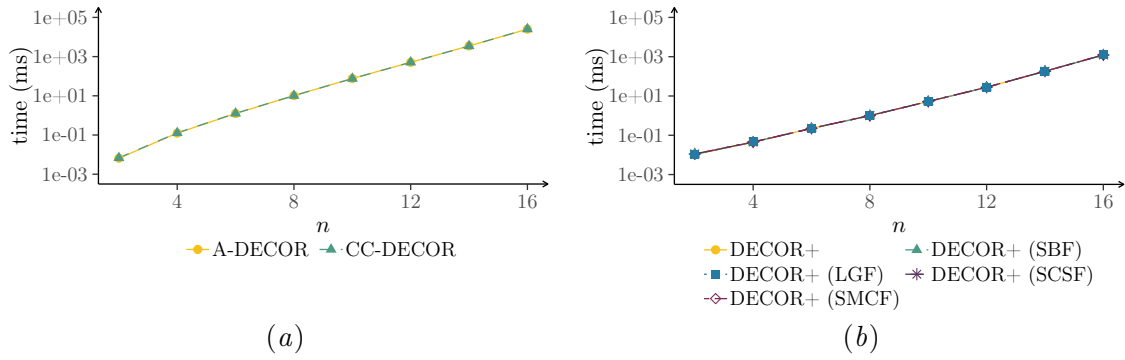 1e+05
1e+03
1e+01
1e-01
1e-03
time (ms)
4 8 12 16
n
A-DECOR CC-DECOR
(a)
1e+05
1e+03
1e+01
1e-01
1e-03
time (ms)
4 8 12 16
n
DECOR+ DECOR+ (SBF)
DECOR+ (LGF) DECOR+ (SCSF)
DECOR+ (SMCF)
(b)